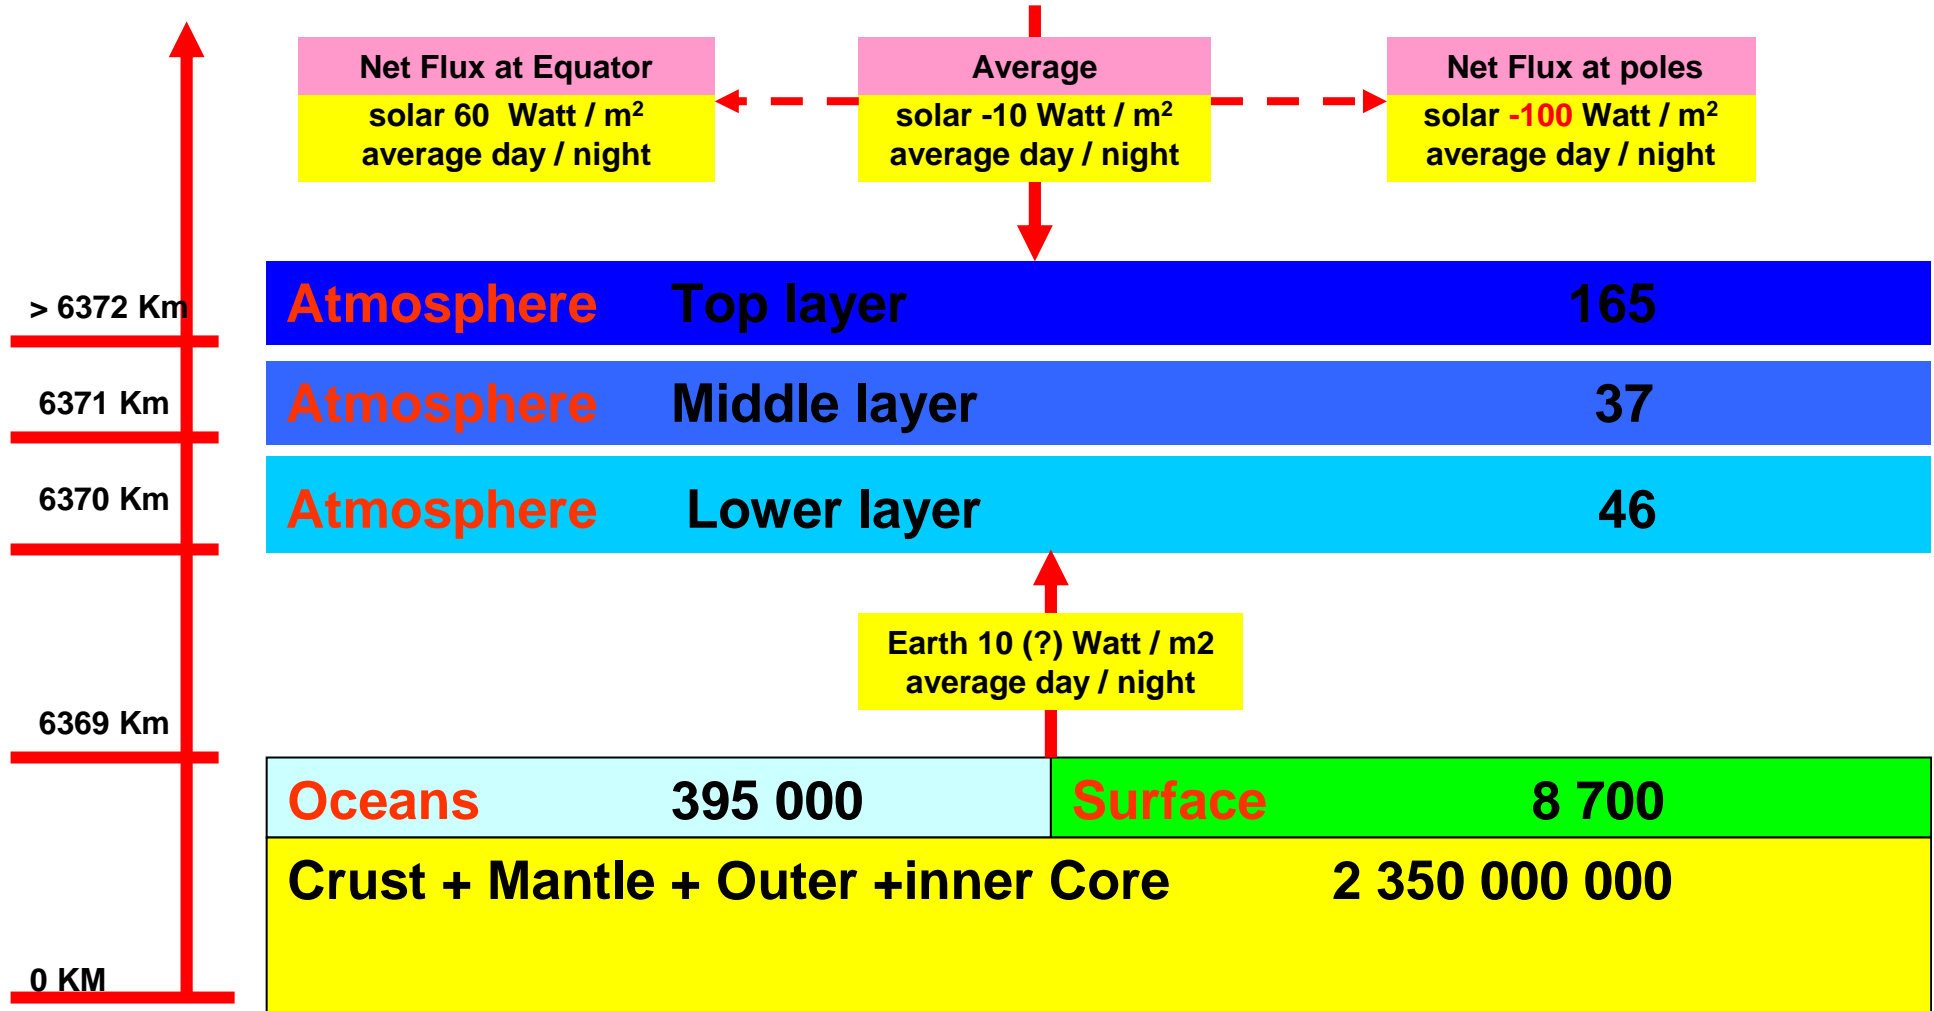 Net Flux at Equator
solar 60 Watt / m²
average day / night
Average
solar -10 Watt / m²
average day / night
Net Flux at poles
solar -100 Watt / m²
average day / night
> 6372 Km
Atmosphere Top layer 165
6371 Km
Atmosphere Middle layer 37
6370 Km
Atmosphere Lower layer 46
Earth 10 (?) Watt / m2
average day / night
6369 Km
Oceans 395 000 Surface 8 700
Crust + Mantle + Outer +inner Core 2 350 000 000
0 KM